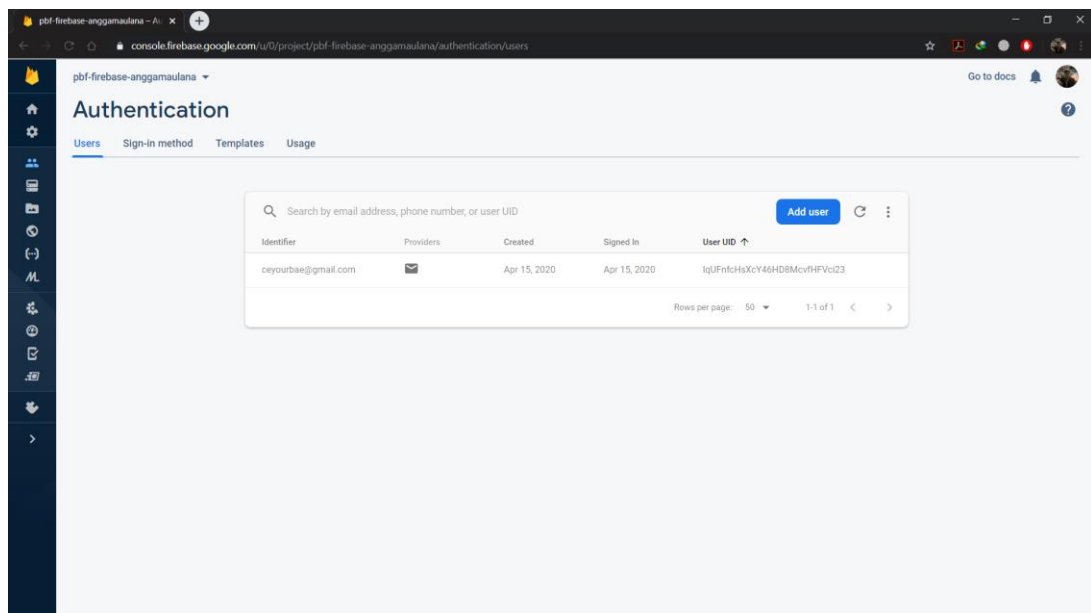 pbf-firebase-anggamaulana – Au
console.firebase.google.com/u/0/project/pbf-firebase-anggamaulana/authentication/users
pbf-firebase-anggamaulana
Go to docs
Authentication
Users Sign-in method Templates Usage
Search by email address, phone number, or user UID
Add user
Identifier Providers Created Signed In User UID
ceyourbae@gmail.com Apr 15, 2020 Apr 15, 2020 IqUFnfcHsXcY46HD8McvfHFVci23
Rows per page: 50 1-1 of 1